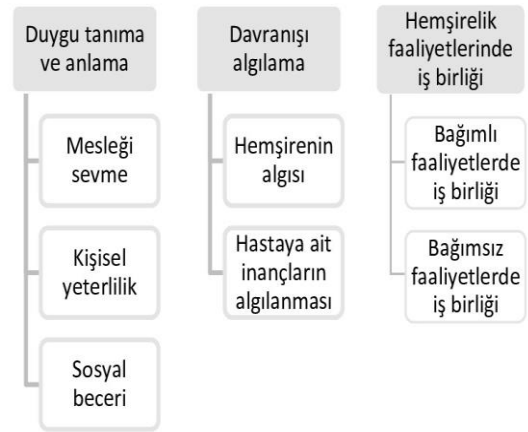 Duygu tanıma
ve anlama
Mesleği
sevme
Kişisel
yeterlilik
Sosyal
beceri
Davranışı
algılama
Hemşirenin
algısı
Hastaya ait
inançların
algılanması
Hemşirelik
faaliyetlerinde
iş birliği
Bağımlı
faaliyetlerde
iş birliği
Bağımsız
faaliyetlerde
iş birliği